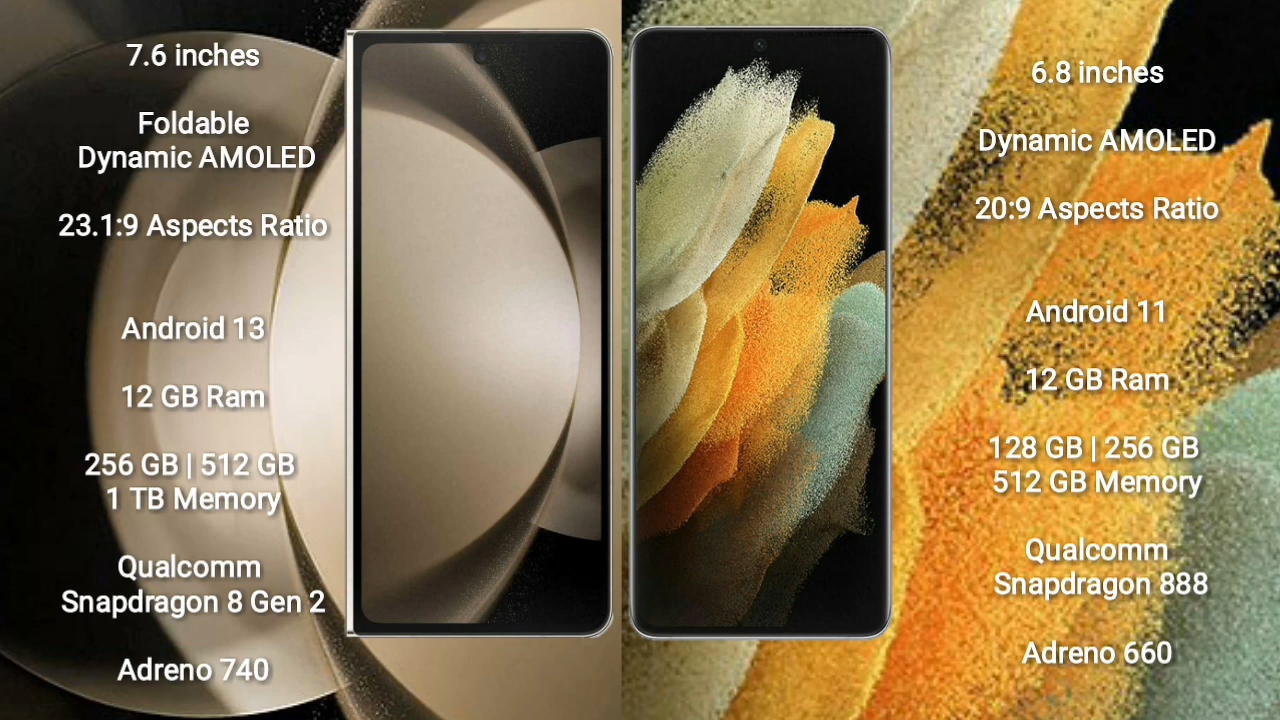 7.6 inches
Foldable
Dynamic AMOLED
23.1:9 Aspects Ratio
Android 13
12 GB Ram
256 GB | 512 GB
1 TB Memory
Qualcomm
Snapdragon 8 Gen 2
Adreno 740
6.8 inches
Dynamic AMOLED
20:9 Aspects Ratio
Android 11
12 GB Ram
128 GB | 256 GB
512 GB Memory
Qualcomm
Snapdragon 888
Adreno 660